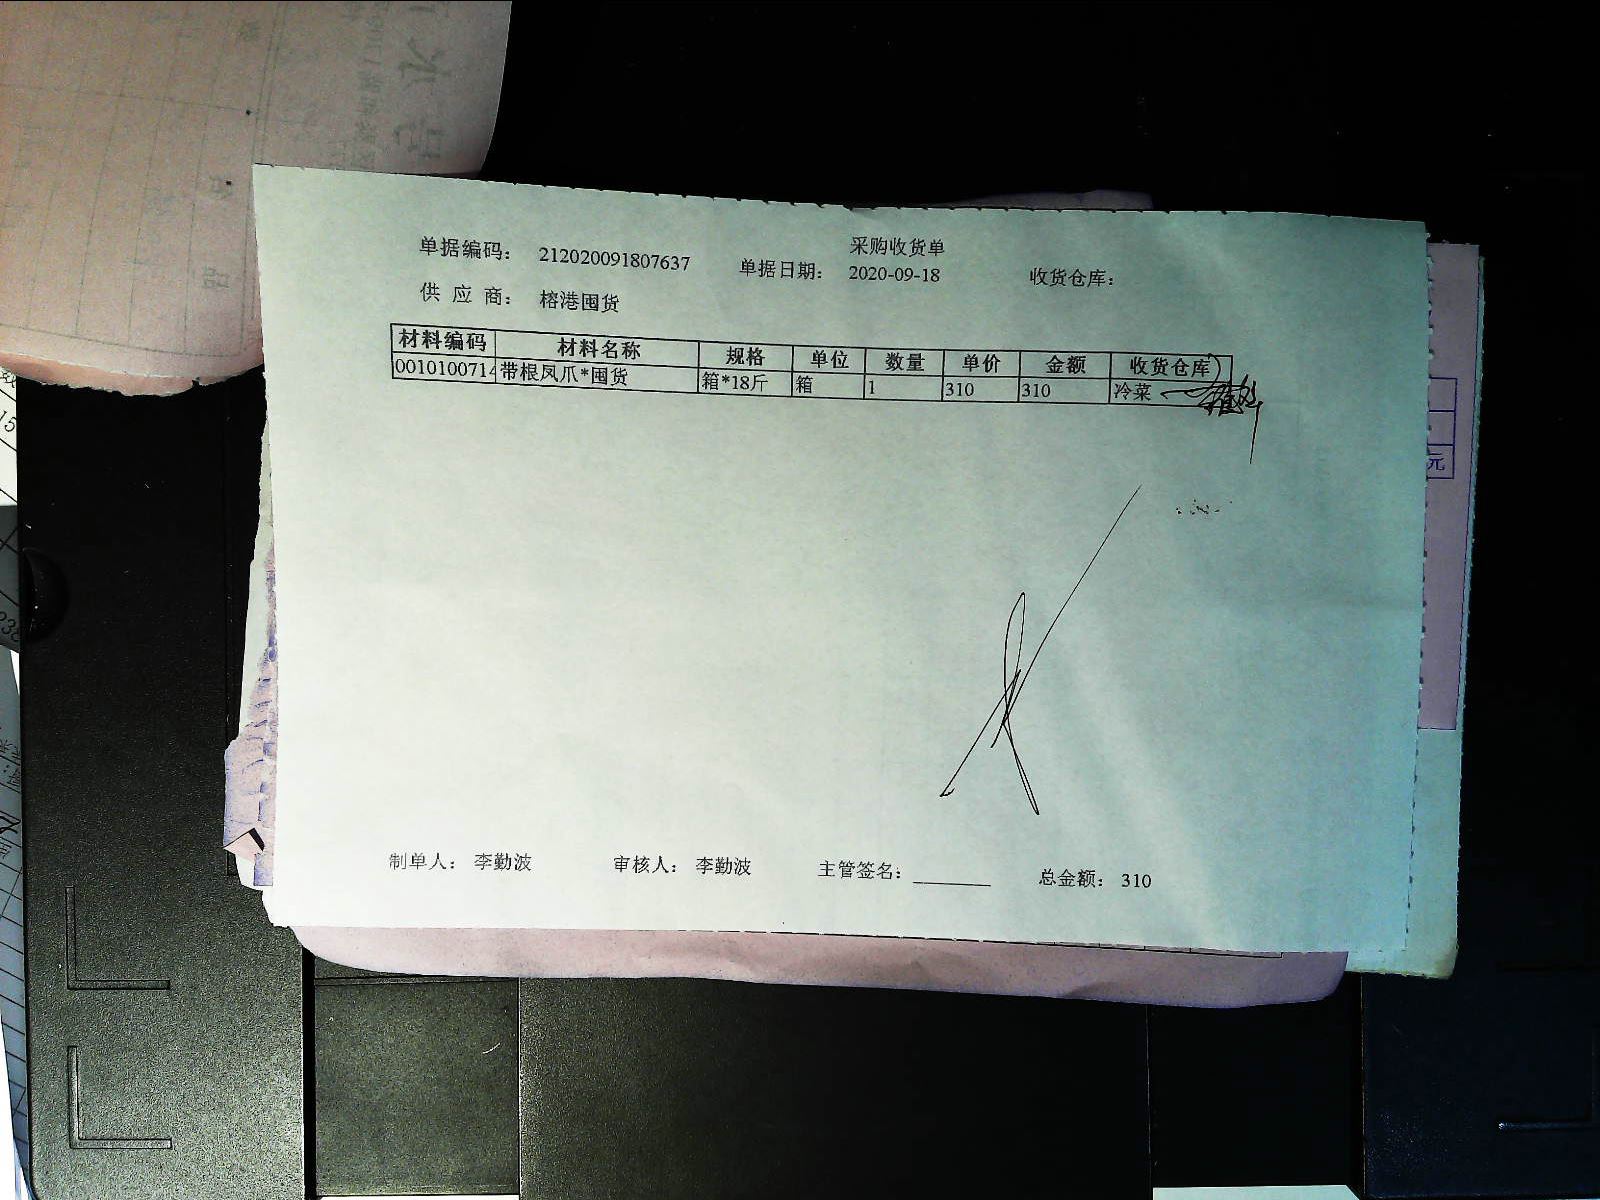 采购收货单
单据编码： 212020091807637 单据日期： 2020-09-18 收货仓库：
供 应 商： 榕港囤货
材料编码 材料名称 规格 单位 数量 单价 金额 收货仓库
0010100714 带根凤爪*囤货 箱*18斤 箱 1 310 310 冷菜
制单人： 李勤波 审核人： 李勤波 主管签名： 总金额： 310
元